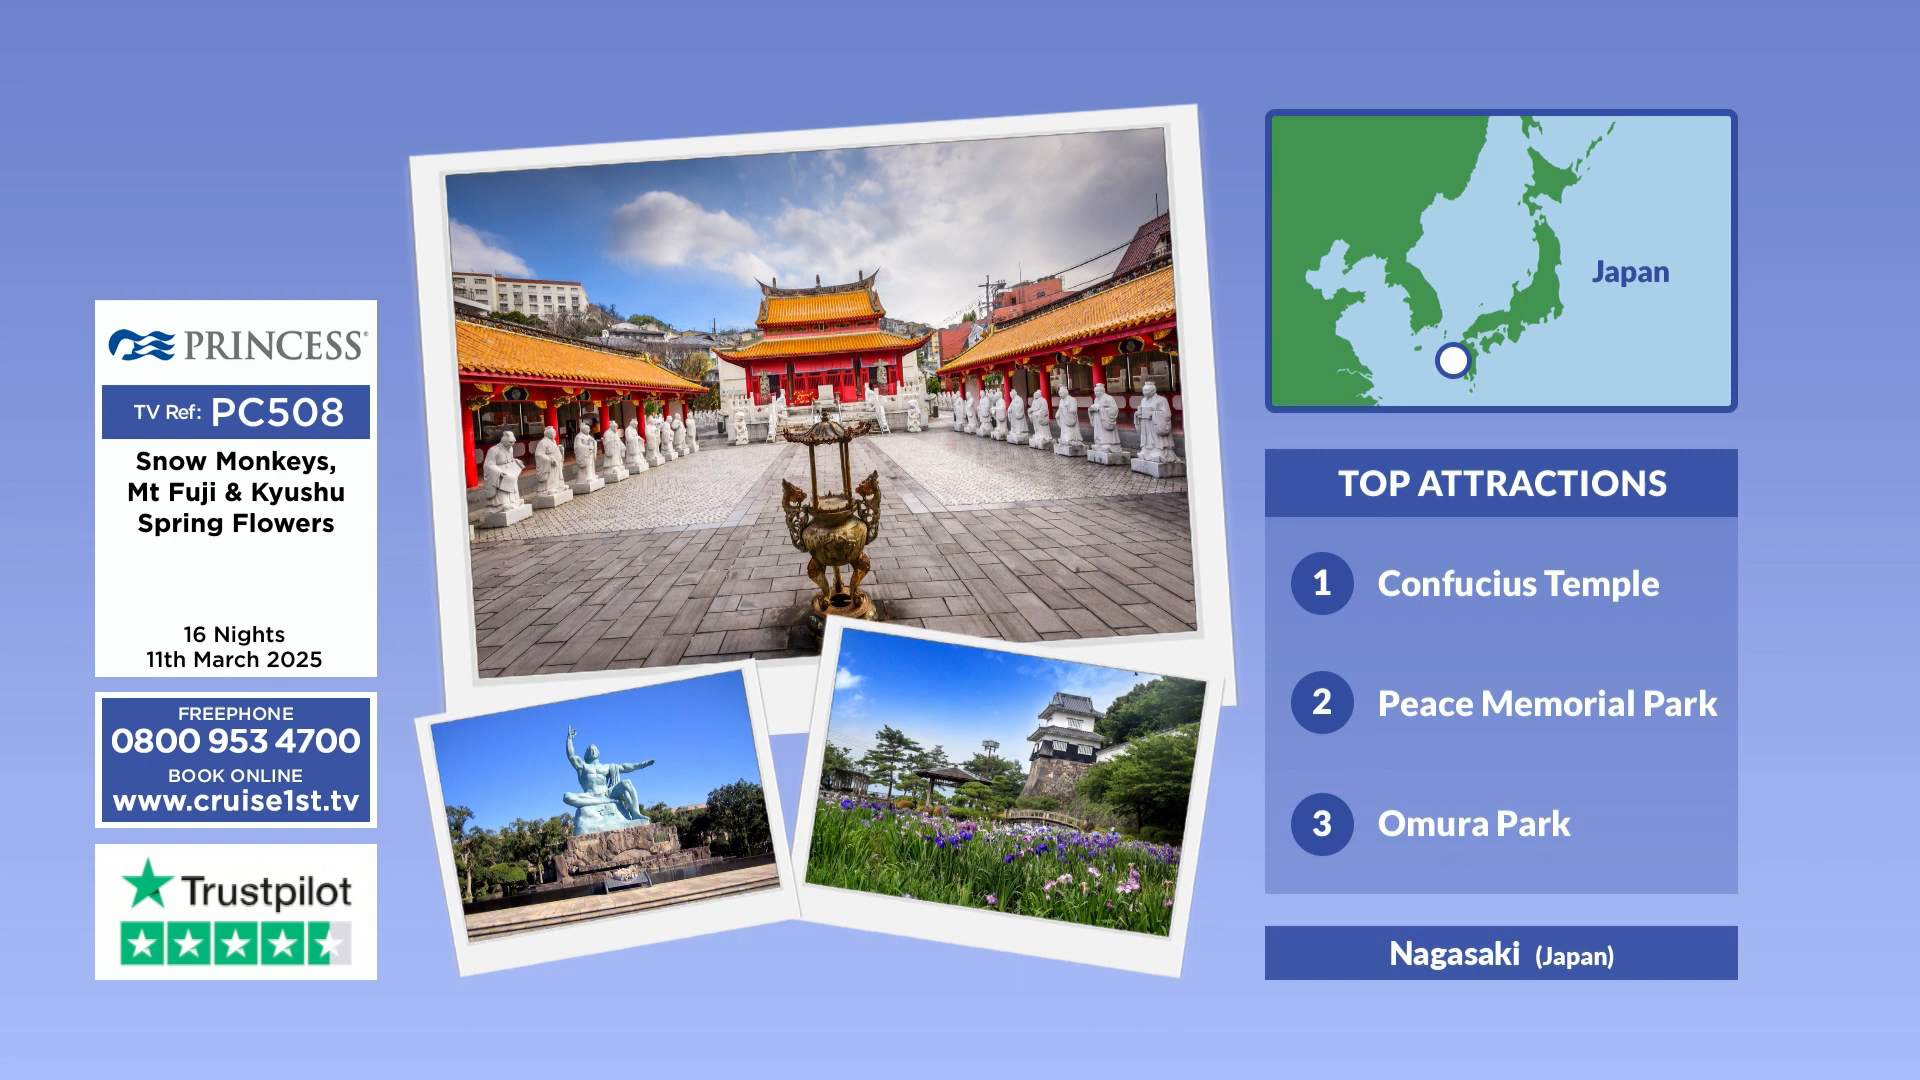 PRINCESS®
TV Ref: PC508
Snow Monkeys,
Mt Fuji & Kyushu
Spring Flowers
16 Nights
11th March 2025
FREEPHONE
0800 953 4700
BOOK ONLINE
www.cruise1st.tv
Trustpilot
Japan
TOP ATTRACTIONS
1 Confucius Temple
2 Peace Memorial Park
3 Omura Park
Nagasaki (Japan)